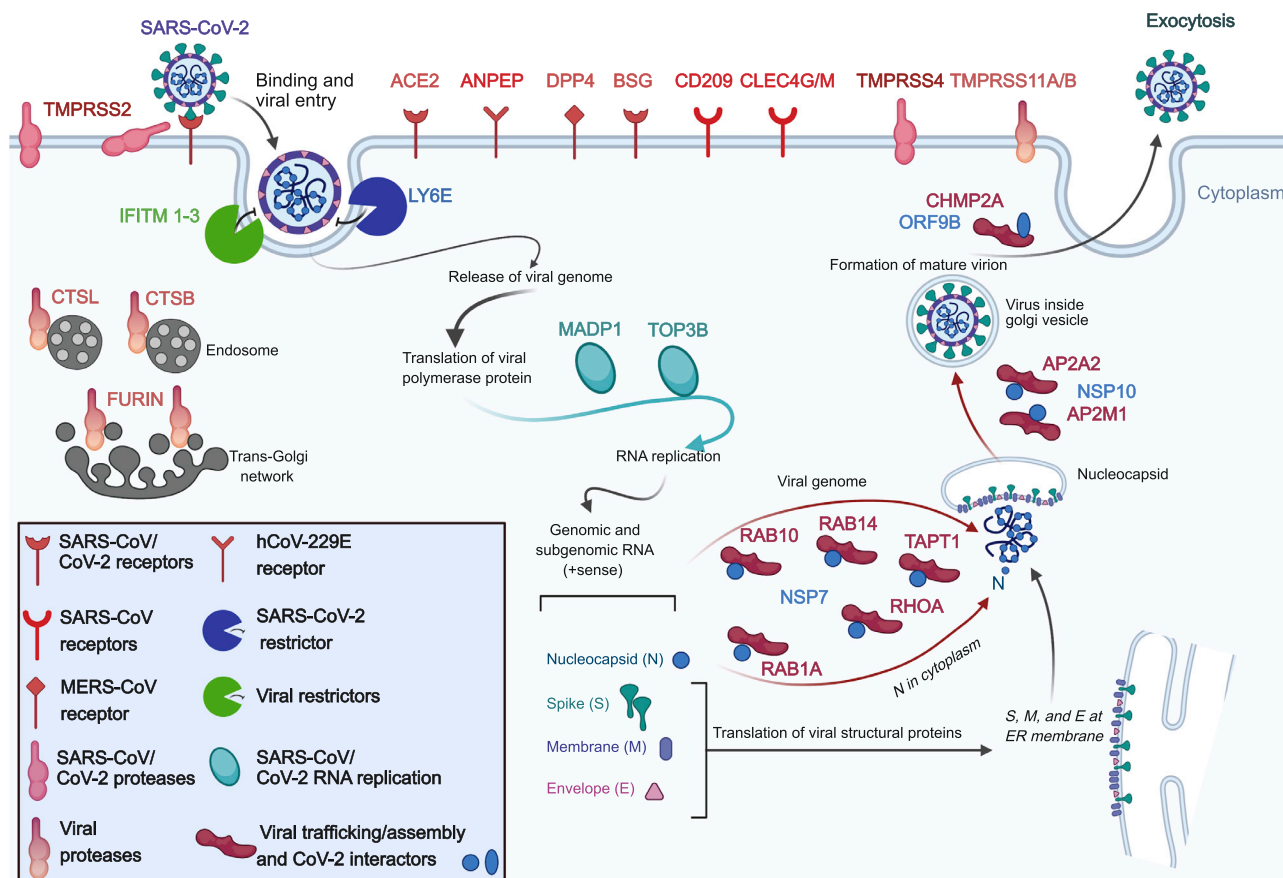 SARS-CoV-2
Exocytosis
Binding and
viral entry
TMPRSS2
ACE2
ANPEP
DPP4
BSG
CD209
CLEC4G/M
TMPRSS4
TMPRSS11A/B
Cytoplasm
IFITM 1-3
LY6E
CHMP2A
ORF9B
Release of viral genome
Formation of mature virion
Virus inside
golgi vesicle
CTSL
CTSB
Endosome
MADP1
TOP3B
Translation of viral
polymerase protein
AP2A2
NSP10
AP2M1
FURIN
Trans-Golgi
network
RNA replication
Nucleocapsid
Viral genome
Genomic and
subgenomic RNA
(+sense)
RAB10
RAB14
TAPT1
NSP7
RHOA
RAB1A
N
N in cytoplasm
Nucleocapsid (N)
Spike (S)
Membrane (M)
Envelope (E)
Translation of viral structural proteins
S, M, and E at
ER membrane
SARS-CoV/
CoV-2 receptors
hCoV-229E
receptor
SARS-CoV
receptors
SARS-CoV-2
restrictor
MERS-CoV
receptor
Viral restrictors
SARS-CoV/
CoV-2 proteases
SARS-CoV/
CoV-2 RNA replication
Viral
proteases
Viral trafficking/assembly
and CoV-2 interactors